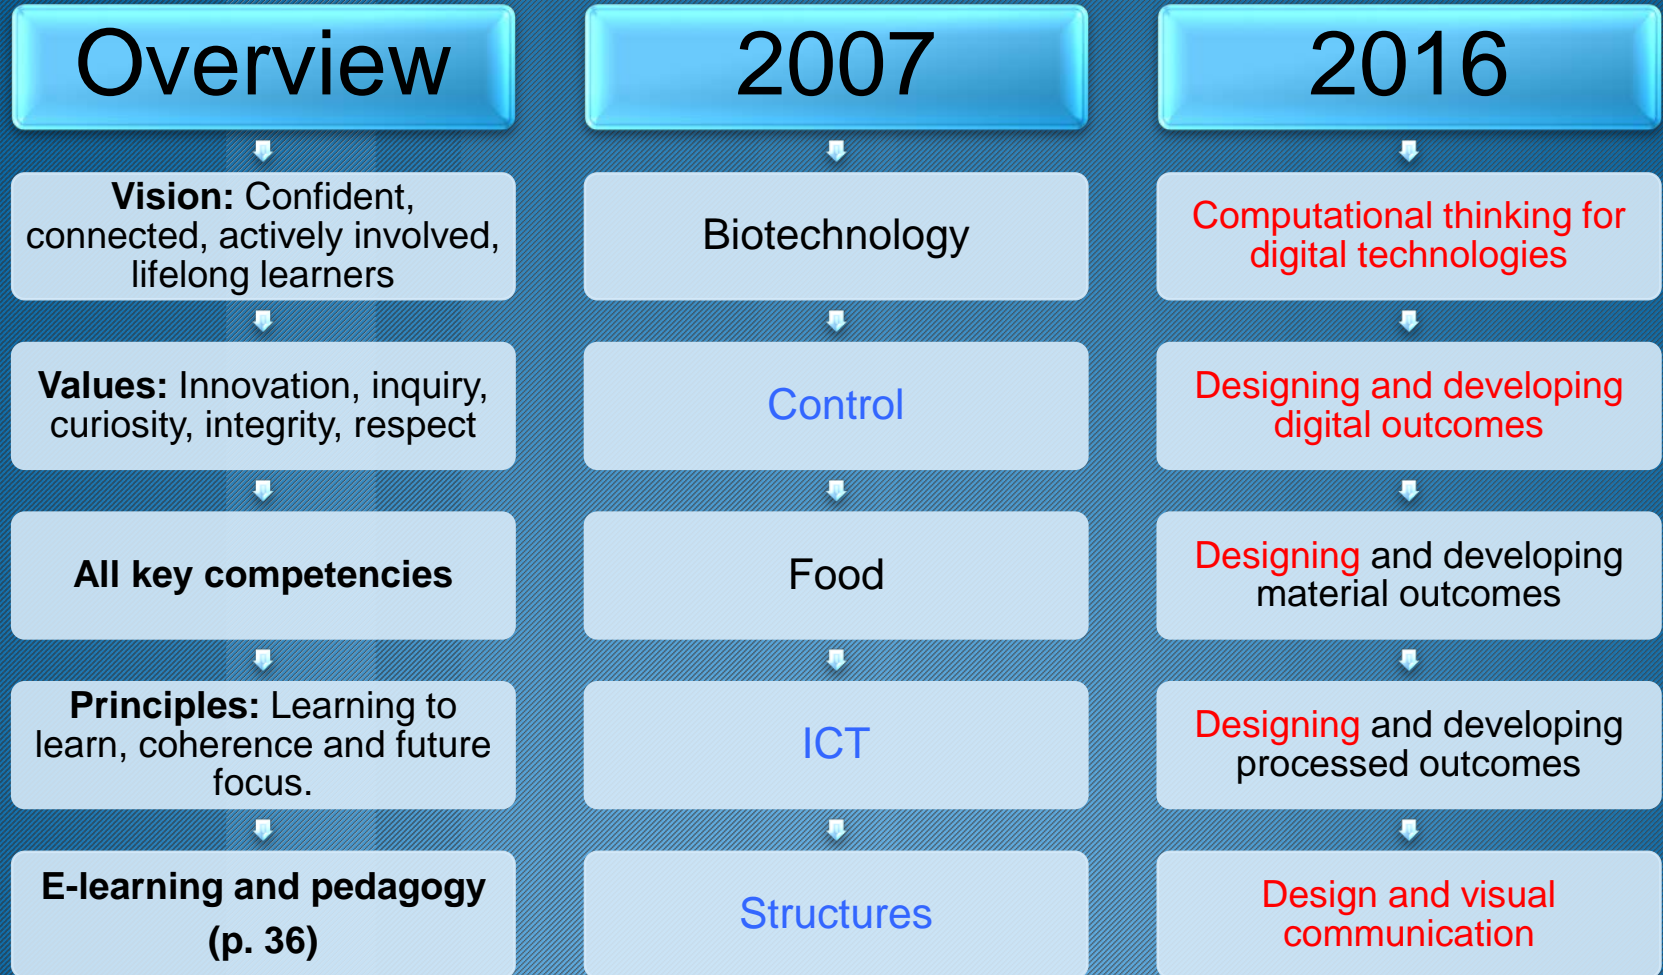 Overview
Vision: Confident,
connected, actively involved,
lifelong learners
Values: Innovation, inquiry,
curiosity, integrity, respect
All key competencies
Principles: Learning to
learn, coherence and future
focus.
E-learning and pedagogy
(p. 36)
2007
Biotechnology
Control
Food
ICT
Structures
2016
Computational thinking for
digital technologies
Designing and developing
digital outcomes
Designing and developing
material outcomes
Designing and developing
processed outcomes
Design and visual
communication